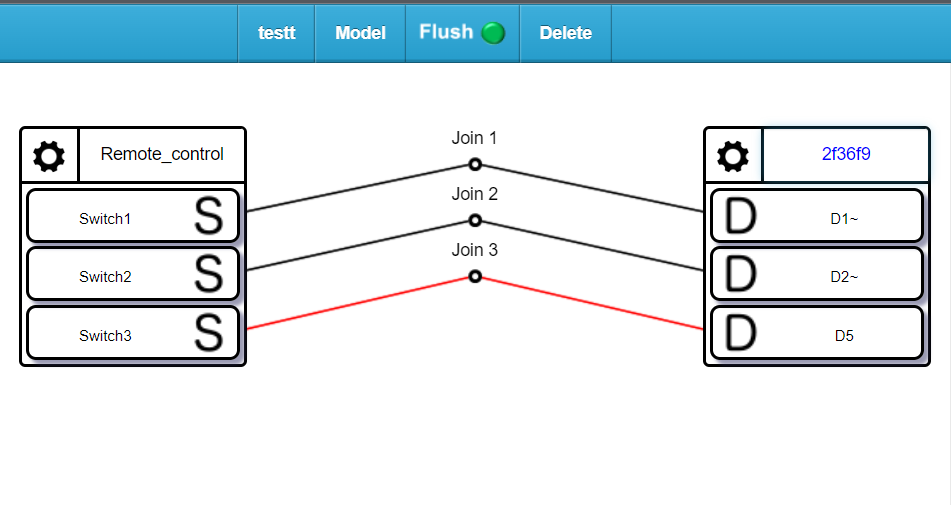 testt
Model
Flush
Delete
Remote_control
Switch1 S
Switch2 S
Switch3 S
Join 1
Join 2
Join 3
2f36f9
D D1~
D D2~
D D5